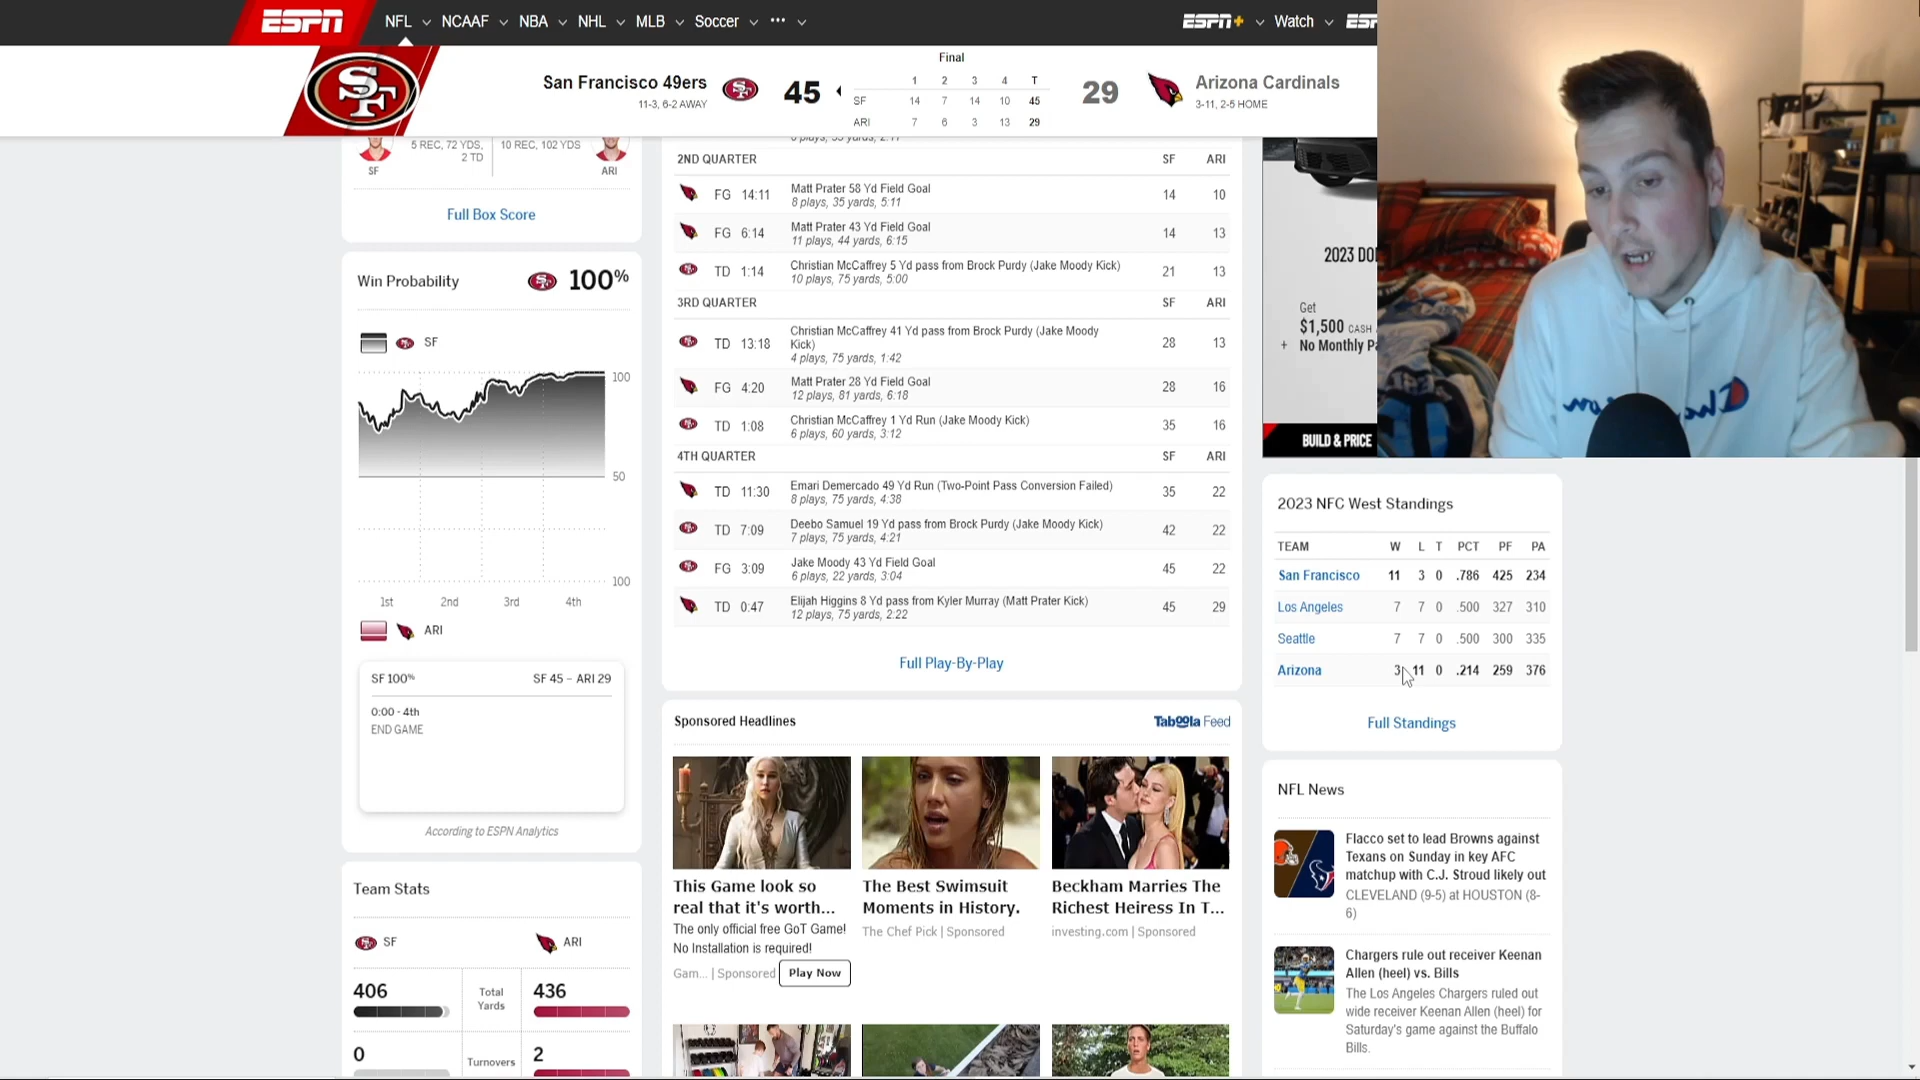 ESPN NFL NCAAF NBA NHL MLB Soccer ••• ESPN+ Watch
Final
San Francisco 49ers 45 1 2 3 4 T 29 Arizona Cardinals
11-3, 6-2 AWAY SF 14 7 14 10 45 3-11, 2-5 HOME
ARI 7 6 3 13 29
5 REC, 72 YDS, 2 TD
10 REC, 102 YDS
SF ARI
Full Box Score
Win Probability 100%
SF
100
50
100
1st 2nd 3rd 4th
ARI
SF 100% SF 45 – ARI 29
0:00 - 4th
END GAME
According to ESPN Analytics
Team Stats
SF ARI
406 Total Yards 436
0 Turnovers 2
2ND QUARTER SF ARI
FG 14:11 Matt Prater 58 Yd Field Goal 14 10
8 plays, 35 yards, 5:11
FG 6:14 Matt Prater 43 Yd Field Goal 14 13
11 plays, 44 yards, 6:15
TD 1:14 Christian McCaffrey 5 Yd pass from Brock Purdy (Jake Moody Kick) 21 13
10 plays, 75 yards, 5:00
3RD QUARTER SF ARI
TD 13:18 Christian McCaffrey 41 Yd pass from Brock Purdy (Jake Moody 28 13
Kick)
4 plays, 75 yards, 1:42
FG 4:20 Matt Prater 28 Yd Field Goal 28 16
12 plays, 81 yards, 6:18
TD 1:08 Christian McCaffrey 1 Yd Run (Jake Moody Kick) 35 16
6 plays, 60 yards, 3:12
4TH QUARTER SF ARI
TD 11:30 Emari Demercado 49 Yd Run (Two-Point Pass Conversion Failed) 35 22
8 plays, 75 yards, 4:38
TD 7:09 Deebo Samuel 19 Yd pass from Brock Purdy (Jake Moody Kick) 42 22
7 plays, 75 yards, 4:21
FG 3:09 Jake Moody 43 Yd Field Goal 45 22
6 plays, 22 yards, 3:04
TD 0:47 Elijah Higgins 8 Yd pass from Kyler Murray (Matt Prater Kick) 45 29
12 plays, 75 yards, 2:22
Full Play-By-Play
Sponsored Headlines Taboola Feed
This Game look so
real that it's worth...
The only official free GoT Game!
No Installation is required!
Gam... | Sponsored Play Now
The Best Swimsuit
Moments in History.
The Chef Pick | Sponsored
Beckham Marries The
Richest Heiress In T...
investing.com | Sponsored
2023
Get
$1,500 CASH
+ No Monthly
BUILD & PRICE
Champion
2023 NFC West Standings
TEAM W L T PCT PF PA
San Francisco 11 3 0 .786 425 234
Los Angeles 7 7 0 .500 327 310
Seattle 7 7 0 .500 300 335
Arizona 3 11 0 .214 259 376
Full Standings
NFL News
Flacco set to lead Browns against
Texans on Sunday in key AFC
matchup with C.J. Stroud likely out
CLEVELAND (9-5) at HOUSTON (8-
6)
Chargers rule out receiver Keenan
Allen (heel) vs. Bills
The Los Angeles Chargers ruled out
wide receiver Keenan Allen (heel) for
Saturday's game against the Buffalo
Bills.